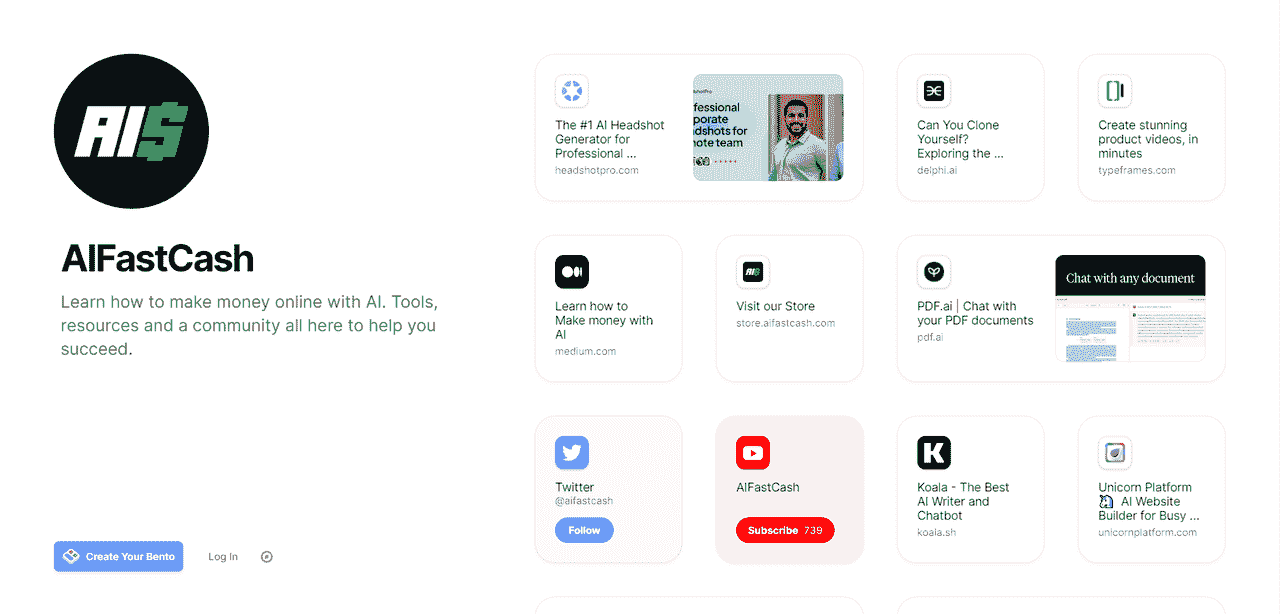 AI$
AIFastCash
Learn how to make money online with AI. Tools,
resources and a community all here to help you
succeed.
Create Your Bento
Log In
The #1 AI Headshot
Generator for
Professional ...
headshotpro.com
fessional
porate
dshots for
note team
Can You Clone
Yourself?
Exploring the ...
delphi.ai
Create stunning
product videos, in
minutes
typeframes.com
Learn how to
Make money with
AI
medium.com
Visit our Store
store.aifastcash.com
PDF.ai | Chat with
your PDF documents
pdf.ai
Chat with any document
Twitter
@aifastcash
Follow
AIFastCash
Subscribe 739
K
Koala - The Best
AI Writer and
Chatbot
koala.sh
Unicorn Platform
🦄 AI Website
Builder for Busy ...
unicornplatform.com